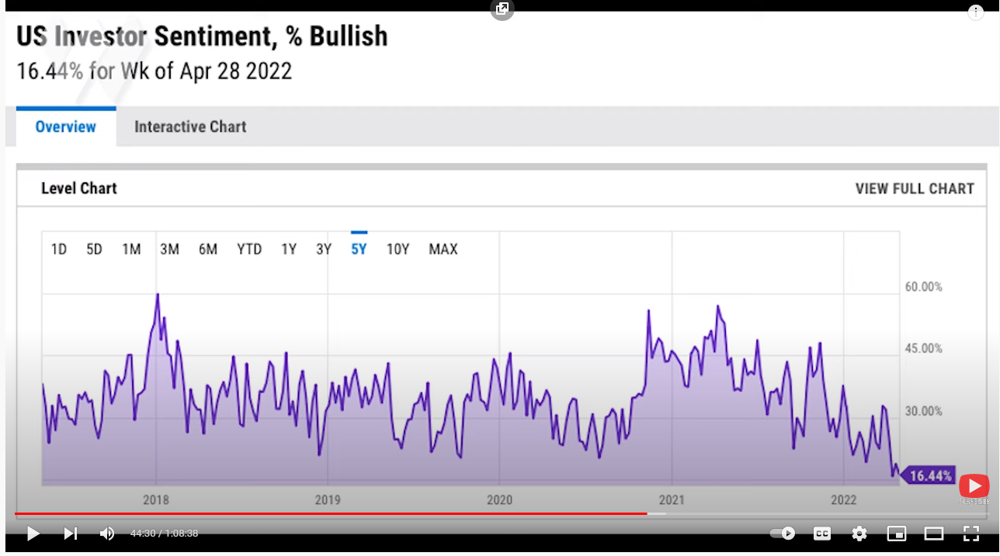 US Investor Sentiment, % Bullish
16.44% for Wk of Apr 28 2022
Overview Interactive Chart
Level Chart VIEW FULL CHART
1D 5D 1M 3M 6M YTD 1Y 3Y 5Y 10Y MAX
60.00%
45.00%
30.00%
16.44%
SUBSCRIBE
2018 2019 2020 2021 2022
44:30 / 1:08:38 CC